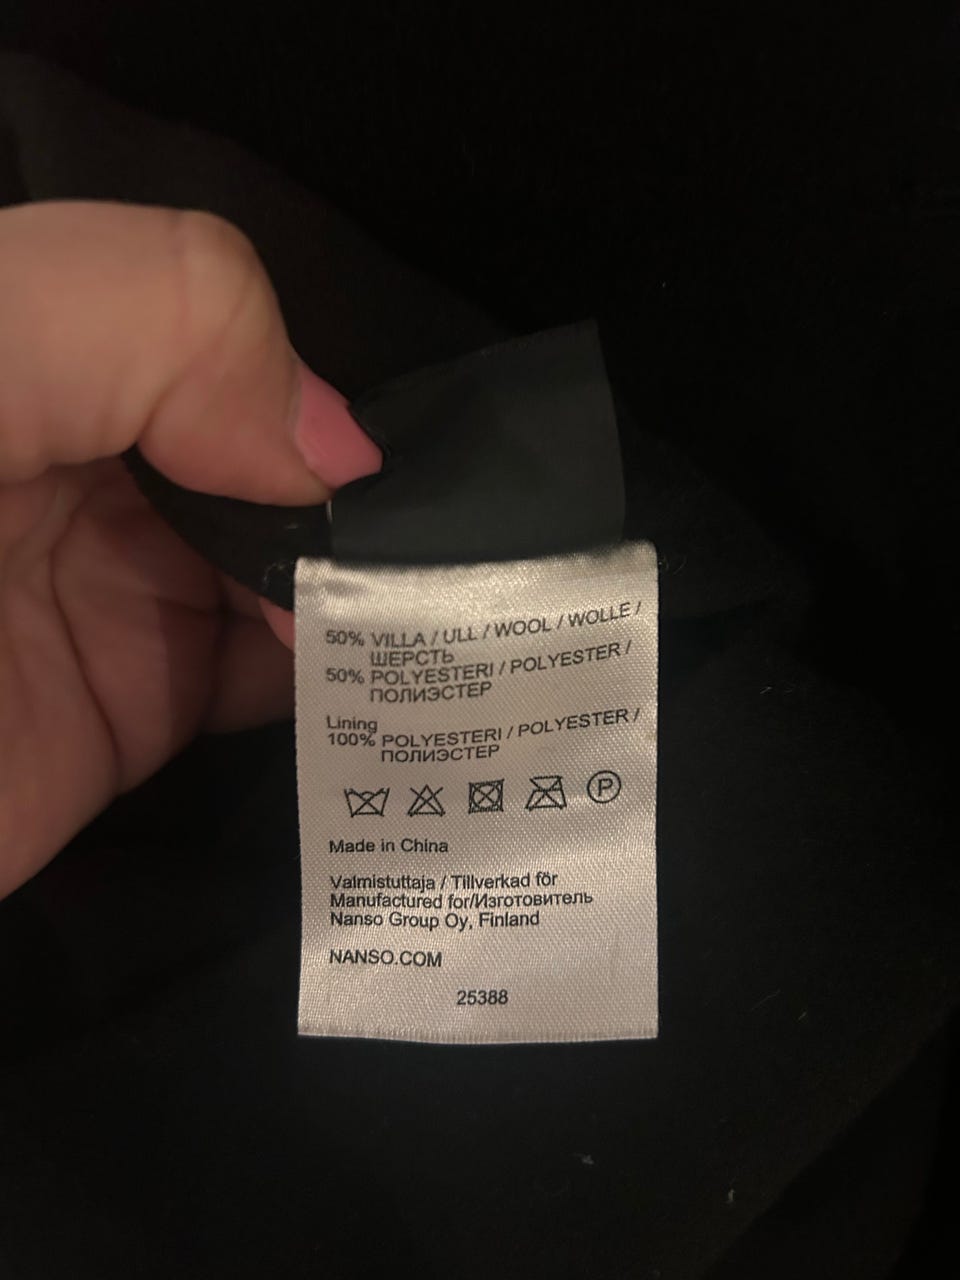 50% VILLA / ULL / WOOL / WOLLE /
ШЕРСТЬ
50% POLYESTERI / POLYESTER /
ПОЛИЭСТЕР
Lining
100% POLYESTERI / POLYESTER /
ПОЛИЭСТЕР
P
Made in China
Valmistuttaja / Tillverkad för
Manufactured for/Изготовитель
Nanso Group Oy, Finland
NANSO.COM
25388